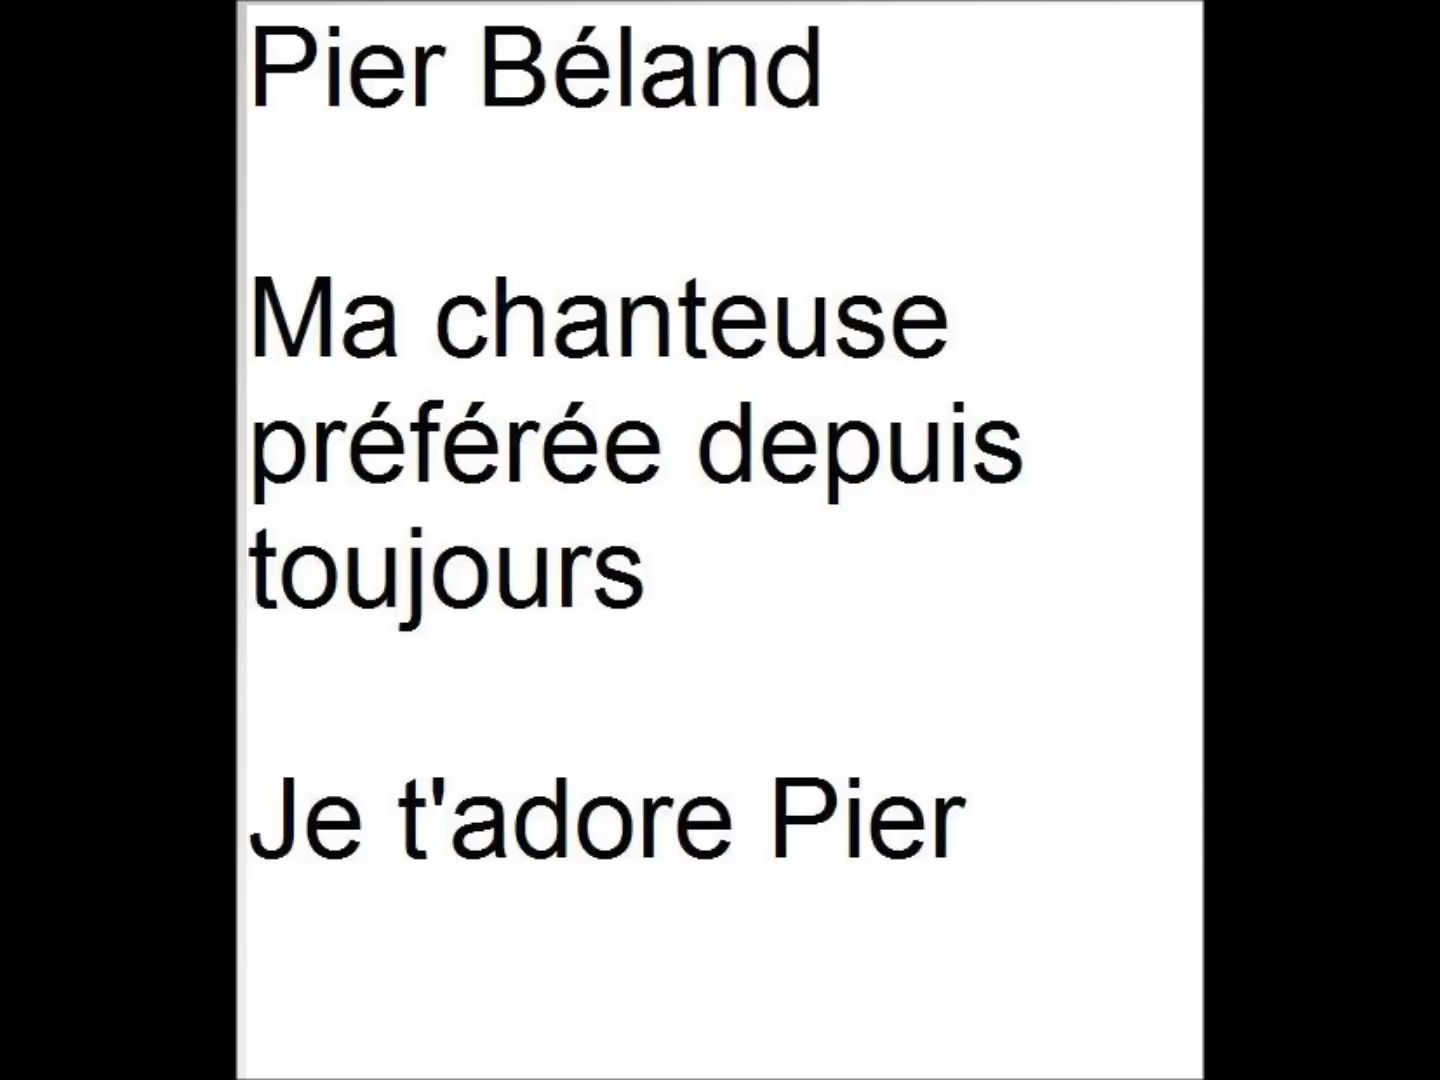 Pier Béland
Ma chanteuse
préférée depuis
toujours
Je t'adore Pier